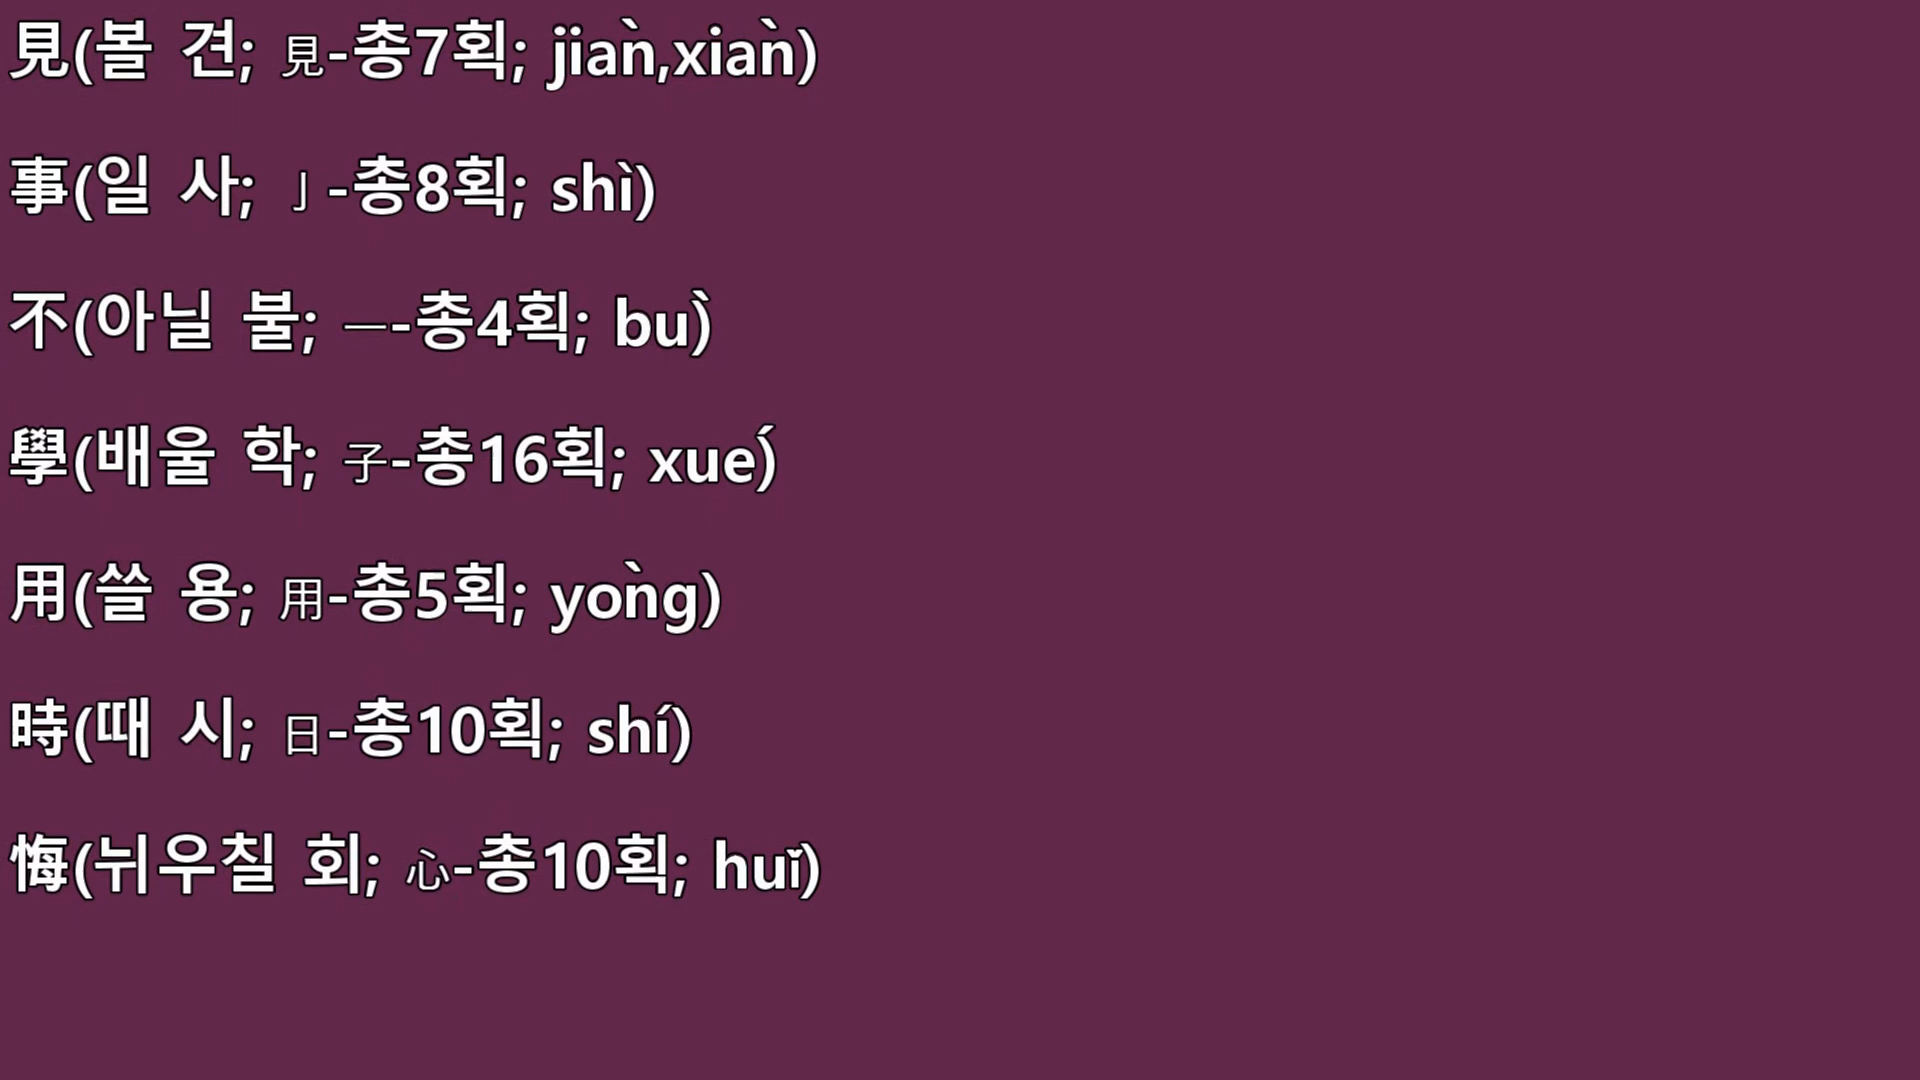 見(볼 견; 見-총7획; jiàn,xiàn)
事(일 사; 亅-총8획; shì)
不(아닐 불; 一-총4획; bù)
學(배울 학; 子-총16획; xué)
用(쓸 용; 用-총5획; yòng)
時(때 시; 日-총10획; shí)
悔(뉘우칠 회; 心-총10획; huǐ)